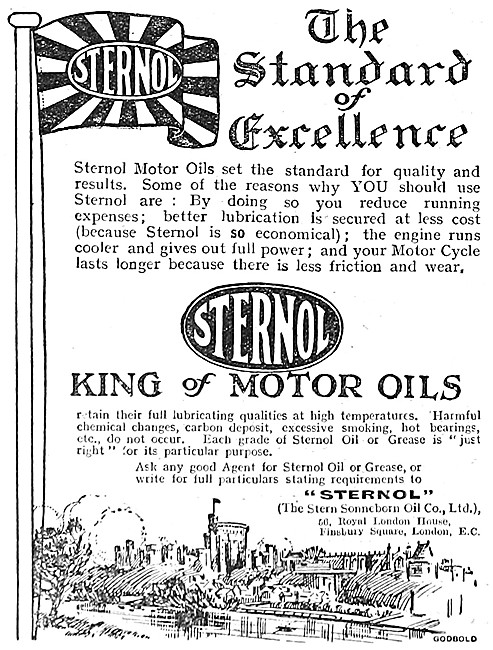 STERNOL
The
Standard
of
Excellence
Sternol Motor Oils set the standard for quality and
results. Some of the reasons why YOU should use
Sternol are : By doing so you reduce running
expenses; better lubrication is secured at less cost
(because Sternol is so economical); the engine runs
cooler and gives out full power; and your Motor Cycle
lasts longer because there is less friction and wear.
STERNOL
KING of MOTOR OILS
retain their full lubricating qualities at high temperatures. Harmful
chemical changes, carbon deposit, excessive smoking, hot bearings,
etc., do not occur. Each grade of Sternol Oil or Grease is "just
right" for its particular purpose.
Ask any good Agent for Sternol Oil or Grease, or
write for full particulars stating requirements to
"STERNOL"
(The Stern Sonneborn Oil Co., Ltd.),
Royal London House,
Finsbury Square, London, E.C.
GODBOLD